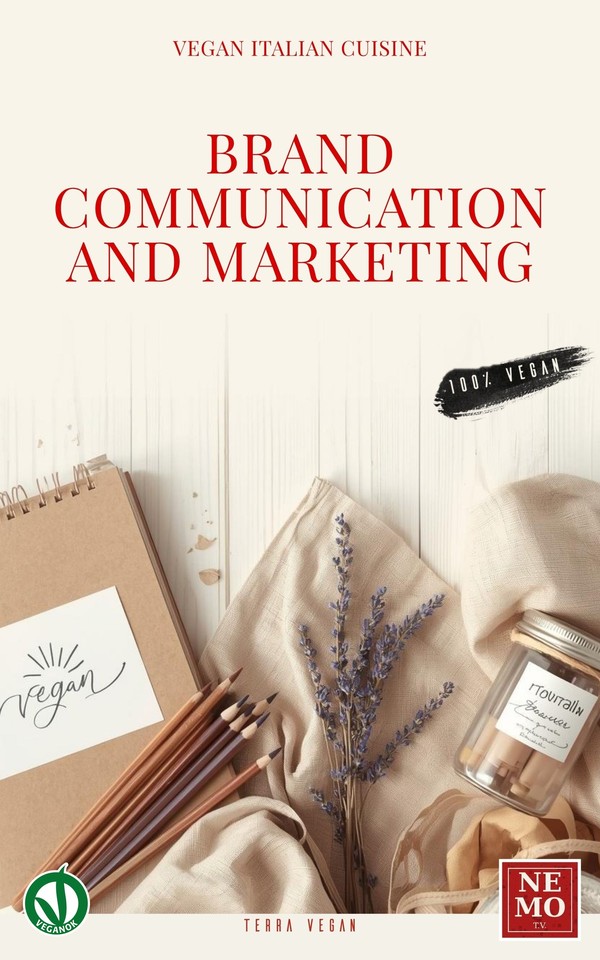 VEGAN ITALIAN CUISINE
BRAND
COMMUNICATION
AND MARKETING
100% VEGAN
vegan
VEGANOK
TERRA VEGAN
NE
MO
T.V.